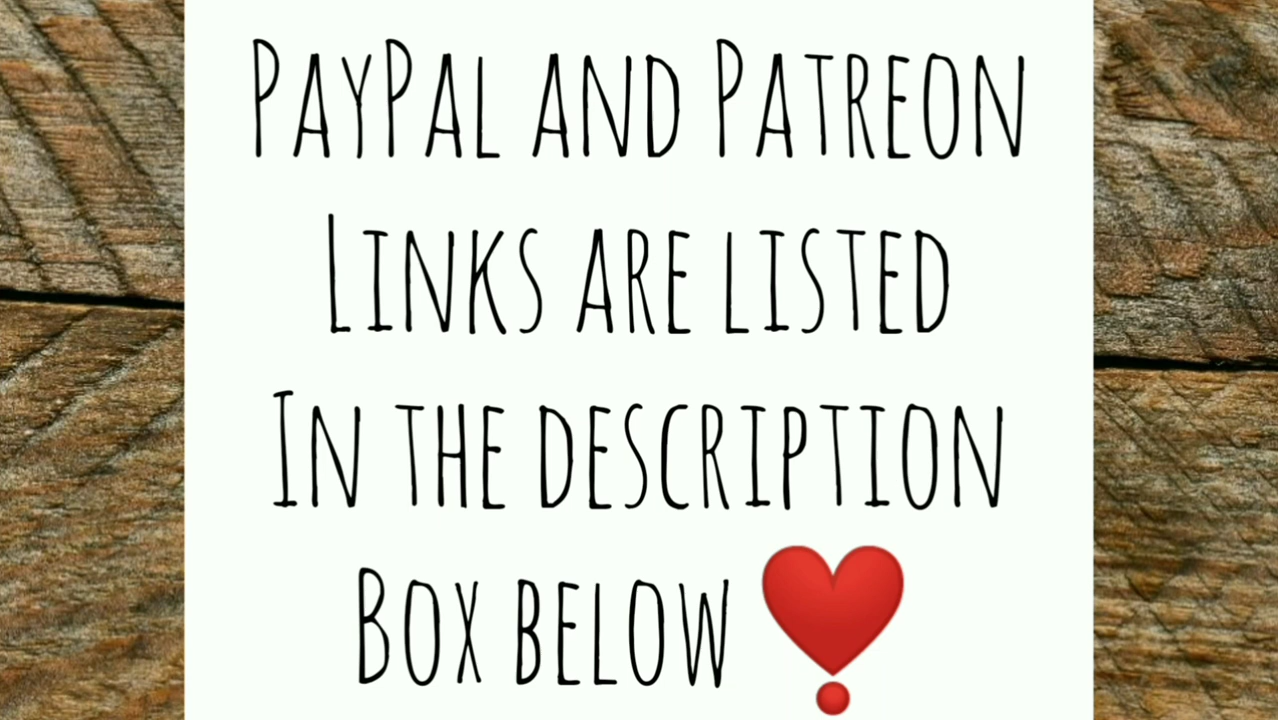 PayPal and Patreon
Links are listed
In the description
Box below ❣